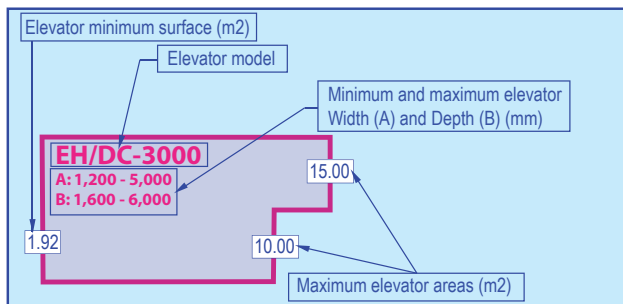 Elevator minimum surface (m2)
Elevator model
Minimum and maximum elevator
Width (A) and Depth (B) (mm)
EH/DC-3000
A: 1,200 - 5,000
B: 1,600 - 6,000
15.00
1.92
10.00
Maximum elevator areas (m2)